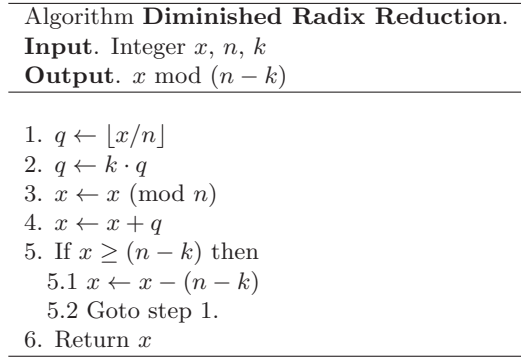 Algorithm Diminished Radix Reduction.
Input. Integer x, n, k
Output. x mod (n − k)
1. q ← ⌊x/n⌋
2. q ← k · q
3. x ← x (mod n)
4. x ← x + q
5. If x ≥ (n − k) then
5.1 x ← x − (n − k)
5.2 Goto step 1.
6. Return x